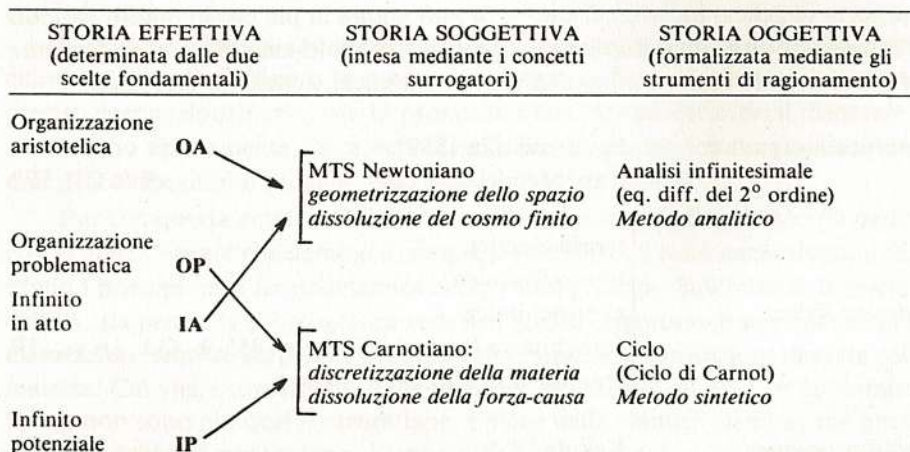 STORIA EFFETTIVA
(determinata dalle due
scelte fondamentali)
STORIA SOGGETTIVA
(intesa mediante i concetti
surrogatori)
STORIA OGGETTIVA
(formalizzata mediante gli
strumenti di ragionamento)
Organizzazione
aristotelica
OA
MTS Newtoniano
geometrizzazione dello spazio
dissoluzione del cosmo finito
Analisi infinitesimale
(eq. diff. del 2° ordine)
Metodo analitico
Organizzazione
problematica
OP
Infinito
in atto
IA
MTS Carnotiano:
discretizzazione della materia
dissoluzione della forza-causa
Ciclo
(Ciclo di Carnot)
Metodo sintetico
Infinito
potenziale
IP